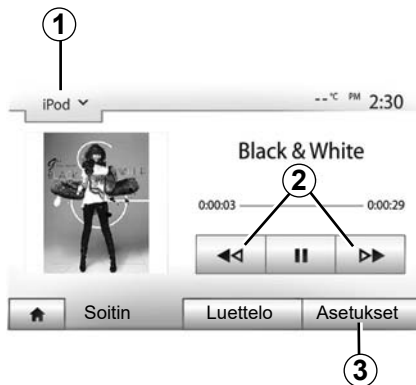 1
iPod
--°C PM 2:30
Black & White
2
0:00:03
0:00:29
Soitin
Luettelo
Asetukset
3